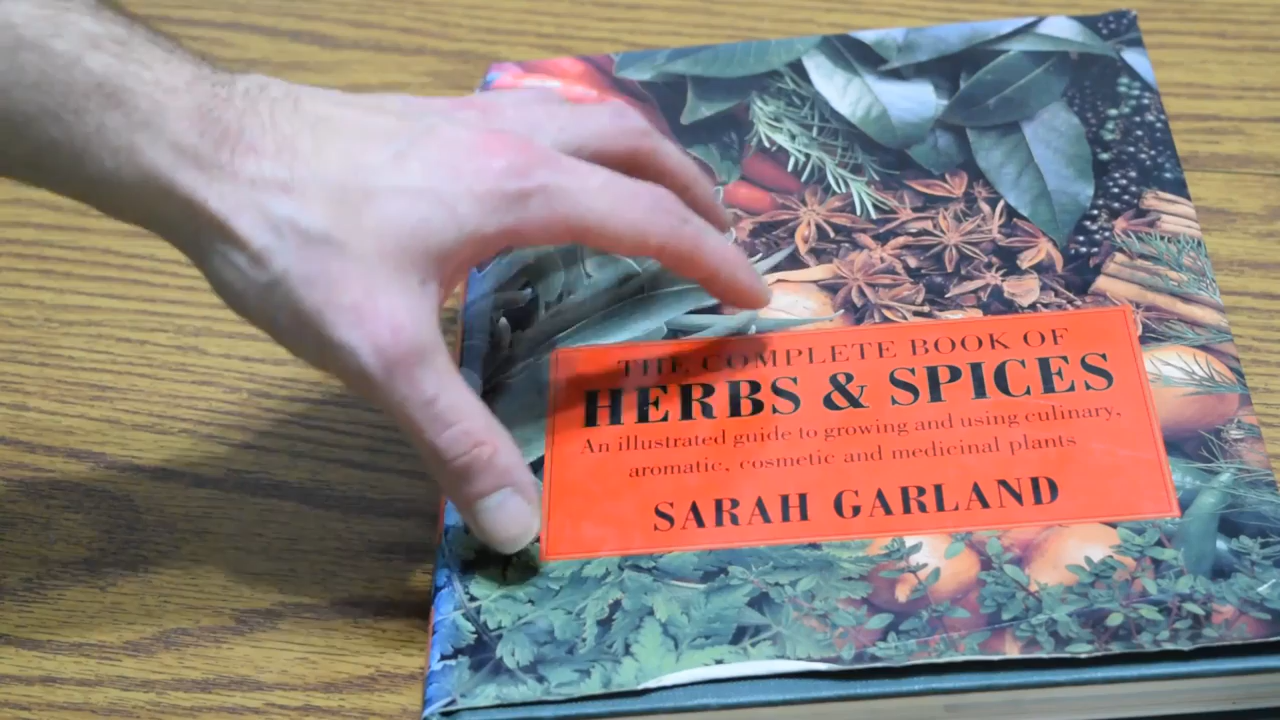 THE COMPLETE BOOK OF
HERBS & SPICES
An illustrated guide to growing and using culinary,
aromatic, cosmetic and medicinal plants
SARAH GARLAND